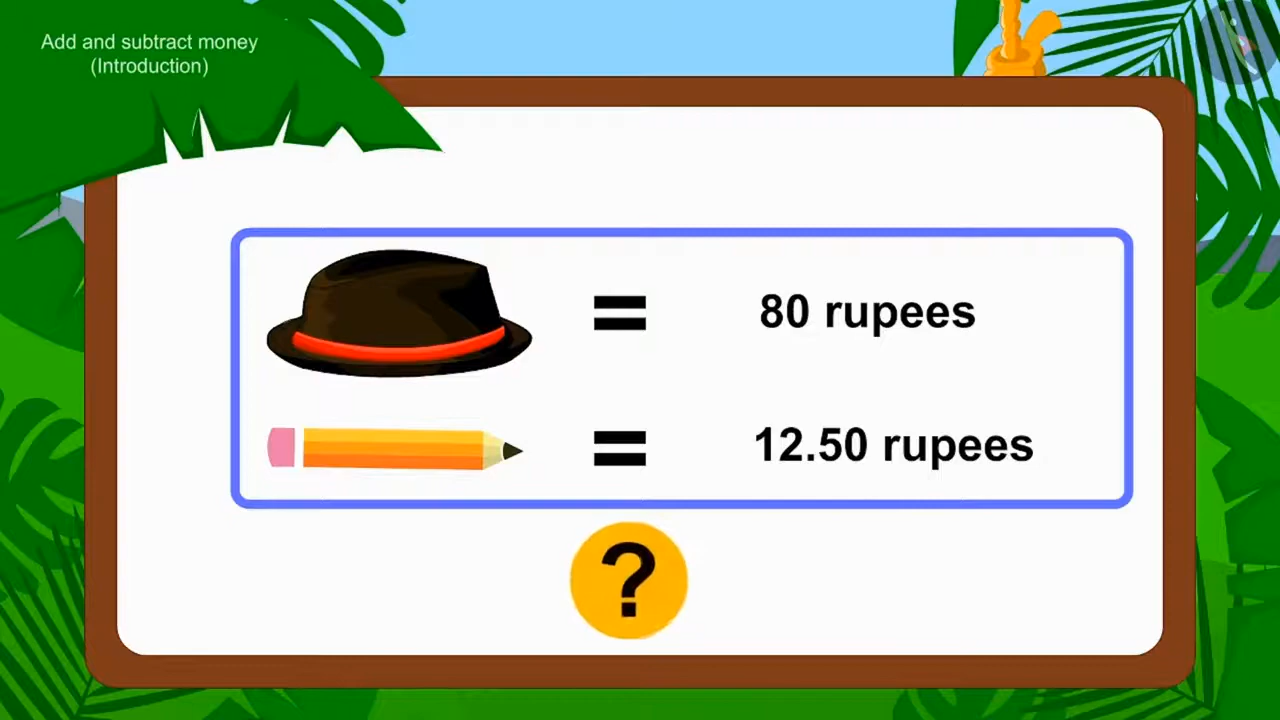 Add and subtract money
(Introduction)
= 80 rupees
= 12.50 rupees
?